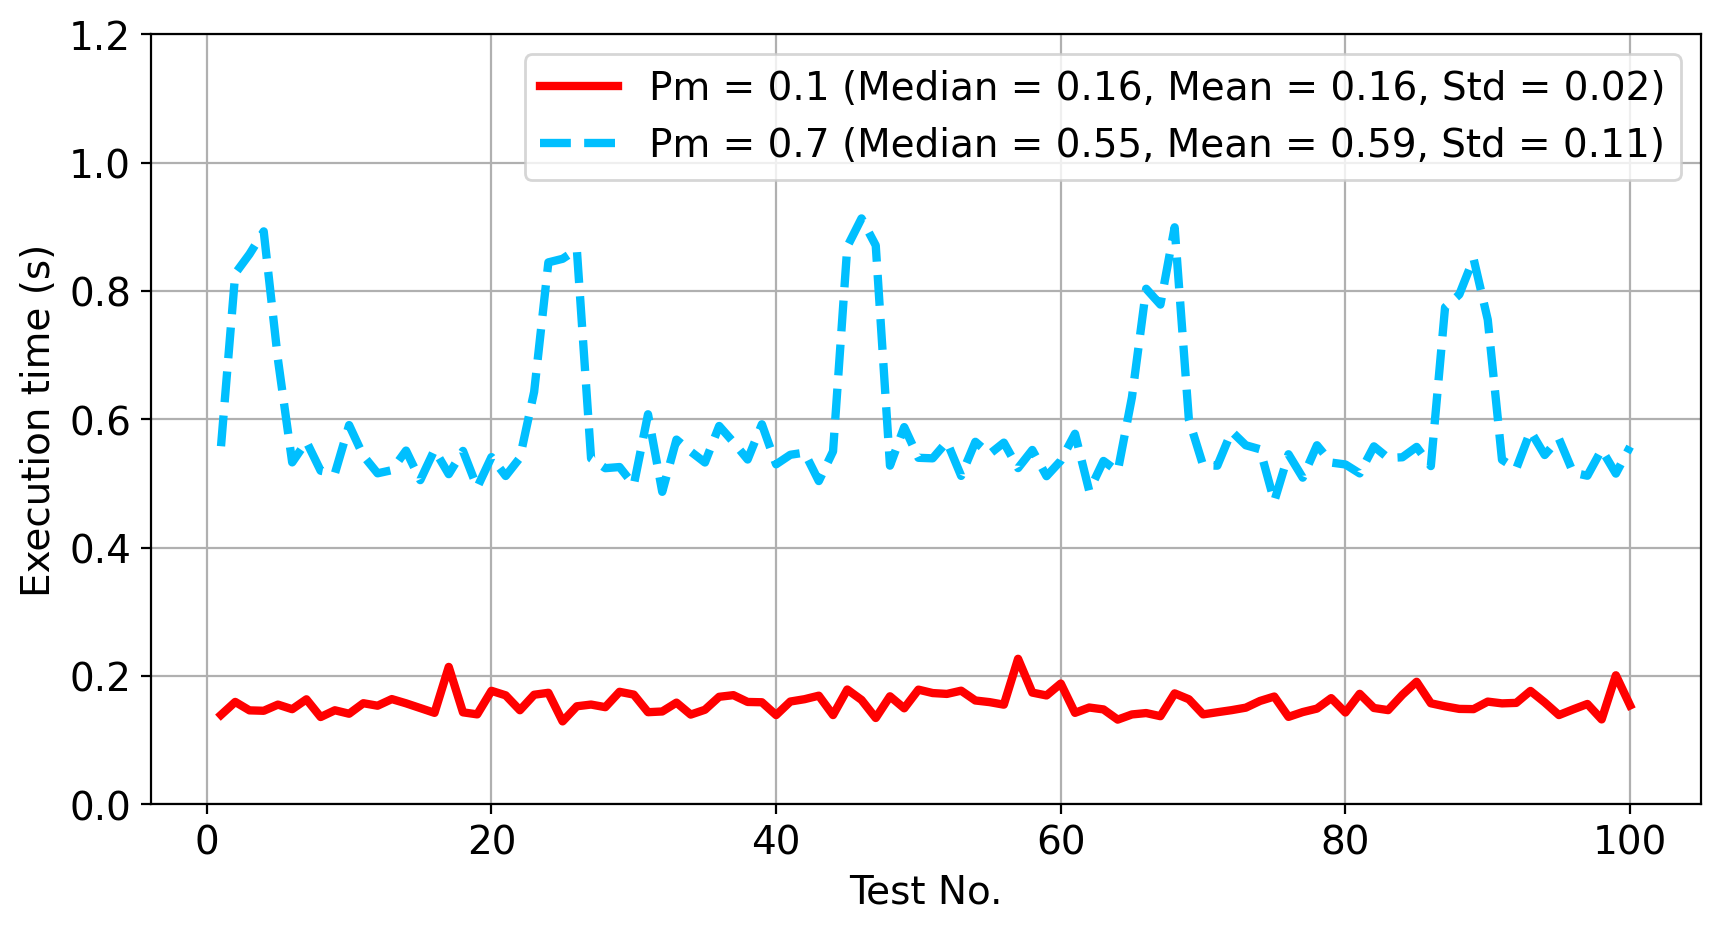 Pm = 0.1 (Median = 0.16, Mean = 0.16, Std = 0.02)
Pm = 0.7 (Median = 0.55, Mean = 0.59, Std = 0.11)
Execution time (s)
1.2
1.0
0.8
0.6
0.4
0.2
0.0
0 20 40 60 80 100
Test No.